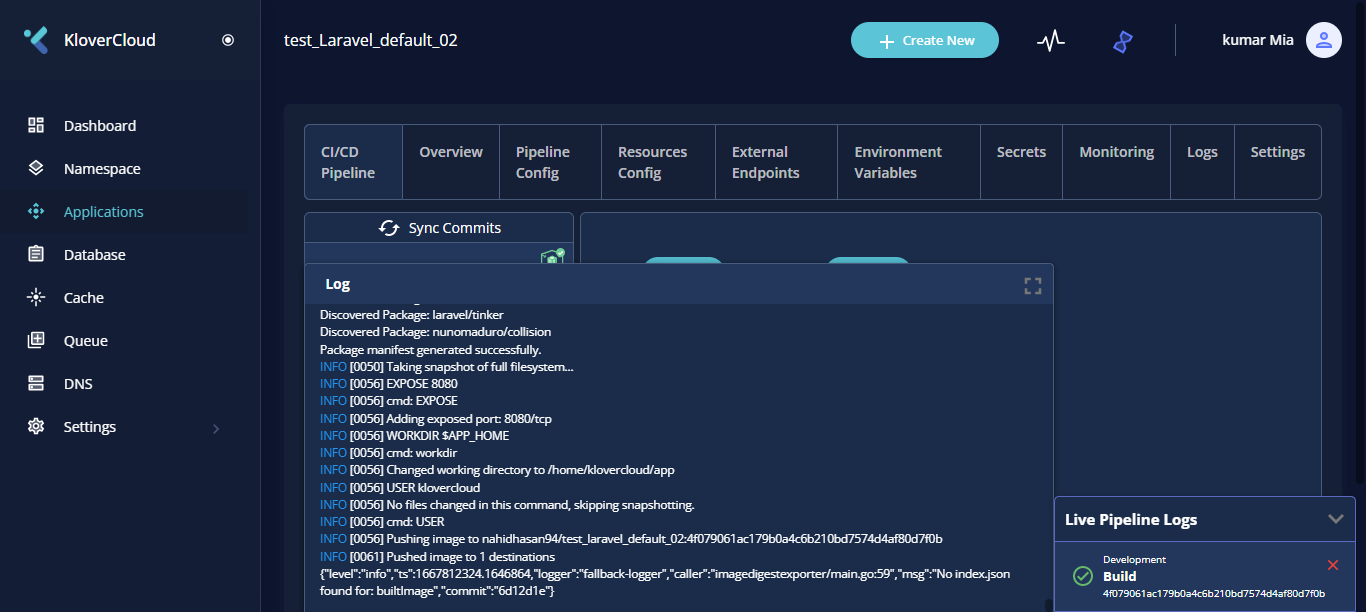 KloverCloud
test_Laravel_default_02
Create New
kumar Mia
Dashboard
Namespace
Applications
Database
Cache
Queue
DNS
Settings
CI/CD
Pipeline
Overview
Pipeline
Config
Resources
Config
External
Endpoints
Environment
Variables
Secrets
Monitoring
Logs
Settings
Sync Commits
Log
Discovered Package: laravel/tinker
Discovered Package: nunomaduro/collision
Package manifest generated successfully.
INFO [0050] Taking snapshot of full filesystem...
INFO [0056] EXPOSE 8080
INFO [0056] cmd: EXPOSE
INFO [0056] Adding exposed port: 8080/tcp
INFO [0056] WORKDIR $APP_HOME
INFO [0056] cmd: workdir
INFO [0056] Changed working directory to /home/klovercloud/app
INFO [0056] USER klovercloud
INFO [0056] No files changed in this command, skipping snapshotting.
INFO [0056] cmd: USER
INFO [0056] Pushing image to nahidhasan94/test_laravel_default_02:4f079061ac179b0a4c6b210bd7574d4af80d7f0b
INFO [0061] Pushed image to 1 destinations
{"level":"info","ts":1667812324.1646864,"logger":"fallback-logger","caller":"imagedigestexporter/main.go:59","msg":"No index.json
found for: builtImage","commit":"6d12d1e"}
Live Pipeline Logs
Development
Build
4f079061ac179b0a4c6b210bd7574d4af80d7f0b